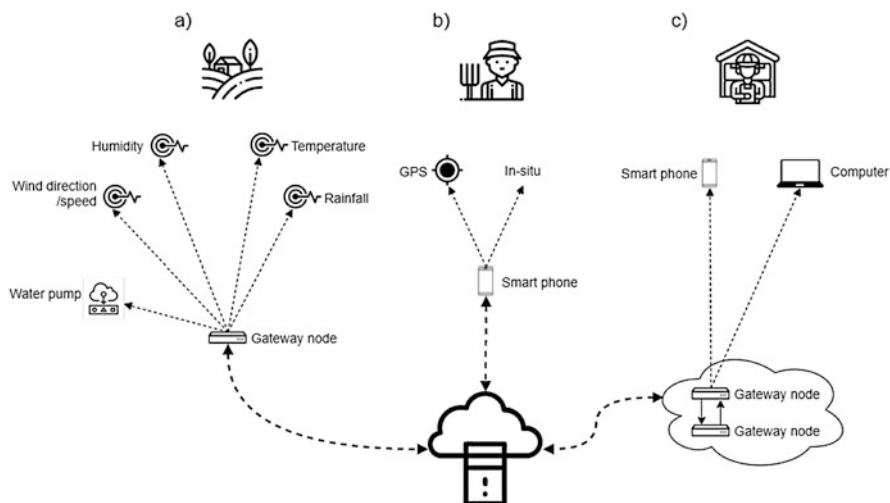 a)
b)
c)
Humidity
Temperature
Wind direction
/speed
Rainfall
Water pump
Gateway node
GPS
In-situ
Smart phone
Smart phone
Computer
Gateway node
Gateway node